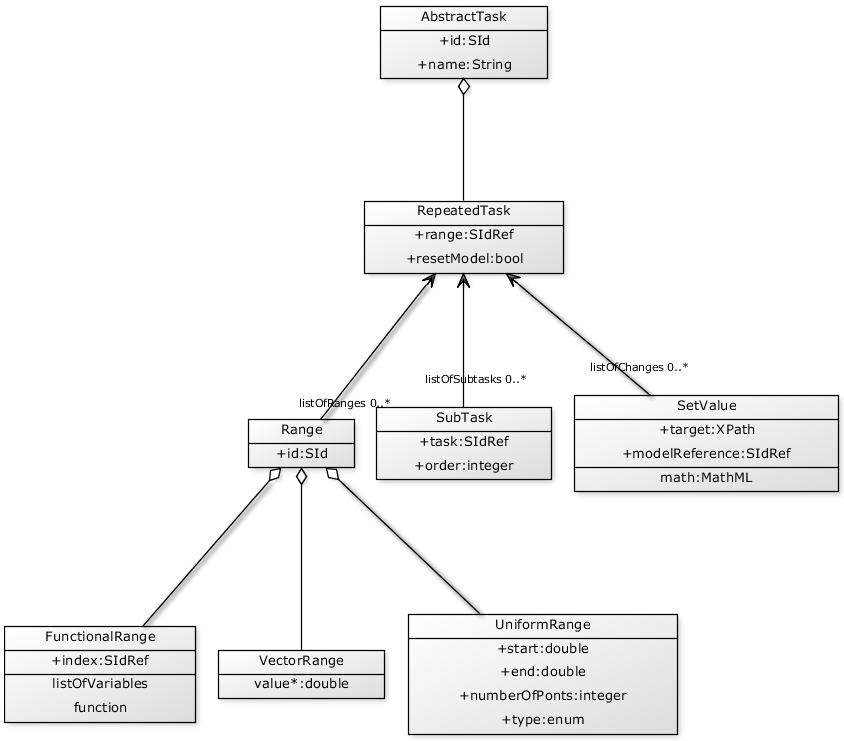 AbstractTask
+id:SId
+name:String
RepeatedTask
+range:SIdRef
+resetModel:bool
listOfRanges 0..*
listOfSubtasks 0..*
listOfChanges 0..*
Range
+id:SId
SubTask
+task:SIdRef
+order:integer
SetValue
+target:XPath
+modelReference:SIdRef
math:MathML
FunctionalRange
+index:SIdRef
listOfVariables
function
VectorRange
value*:double
UniformRange
+start:double
+end:double
+numberOfPonts:integer
+type:enum